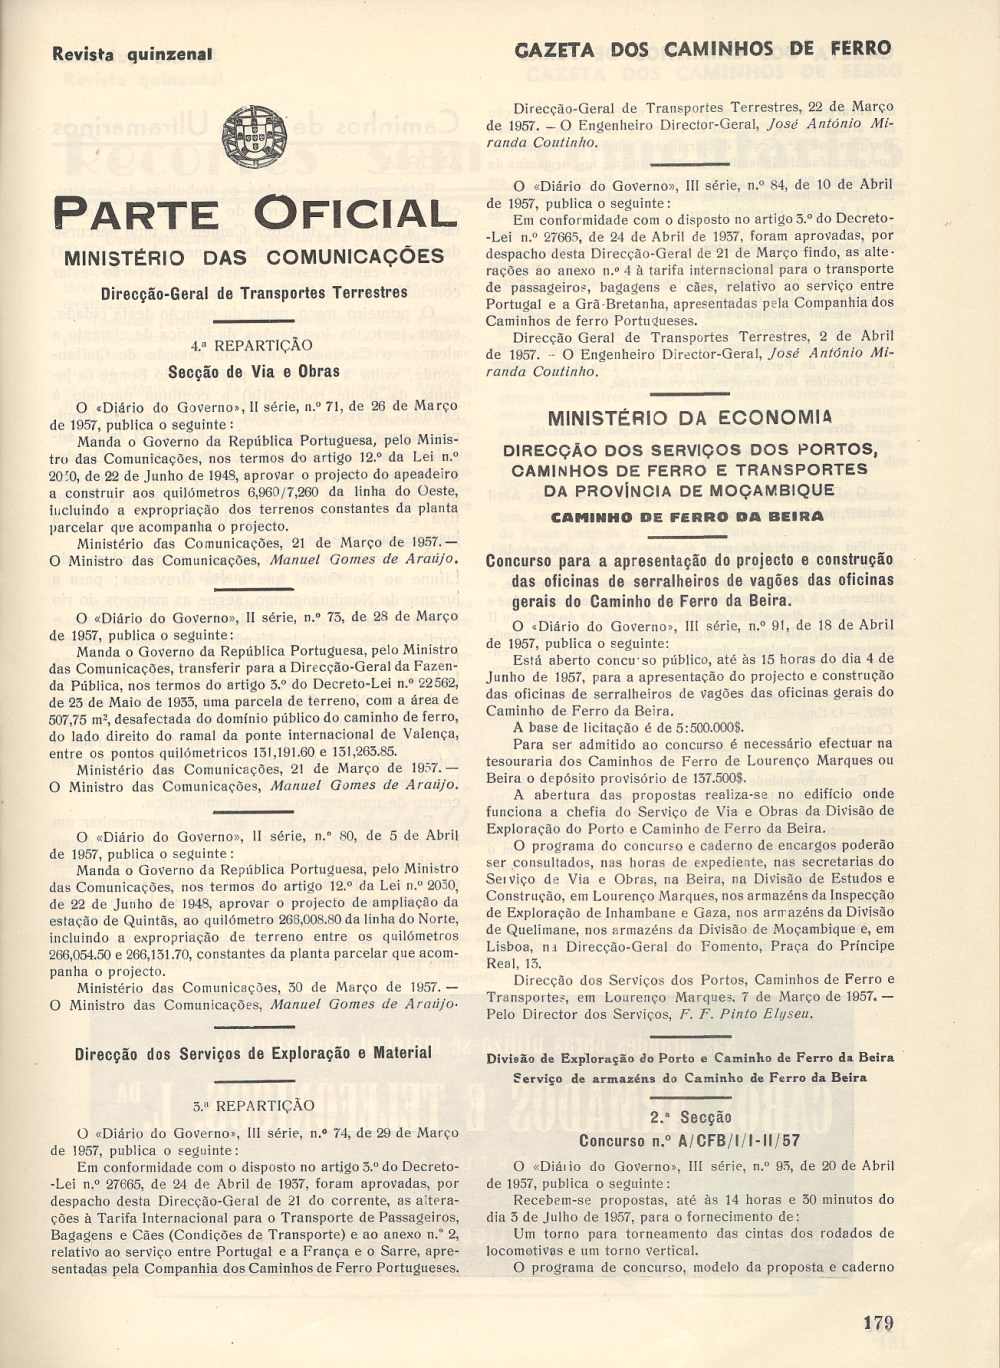 Revista quinzenal
GAZETA DOS CAMINHOS DE FERRO
PARTE OFICIAL
MINISTÉRIO DAS COMUNICAÇÕES
Direcção-Geral de Transportes Terrestres
4.ª REPARTIÇÃO
Secção de Via e Obras
O «Diário do Governo», II série, n.º 71, de 26 de Março
de 1957, publica o seguinte:
Manda o Governo da República Portuguesa, pelo Minis-
tro das Comunicações, nos termos do artigo 12.º da Lei n.º
2030, de 22 de Junho de 1948, aprovar o projecto do apeadeiro
a construir aos quilómetros 6,960/7,260 da linha do Oeste,
incluindo a expropriação dos terrenos constantes da planta
parcelar que acompanha o projecto.
Ministério das Comunicações, 21 de Março de 1957.—
O Ministro das Comunicações, Manuel Gomes de Araújo.
O «Diário do Governo», II série, n.º 73, de 28 de Março
de 1957, publica o seguinte:
Manda o Governo da República Portuguesa, pelo Ministro
das Comunicações, transferir para a Direcção-Geral da Fazen-
da Pública, nos termos do artigo 3.º do Decreto-Lei n.º 22562,
de 23 de Maio de 1933, uma parcela de terreno, com a área de
507,75 m², desafectada do domínio público do caminho de ferro,
do lado direito do ramal da ponte internacional de Valença,
entre os pontos quilómetricos 131,191.60 e 131,263.85.
Ministério das Comunicações, 21 de Março de 1957.—
O Ministro das Comunicações, Manuel Gomes de Araújo.
O «Diário do Governo», II série, n.º 80, de 5 de Abril
de 1957, publica o seguinte:
Manda o Governo da República Portuguesa, pelo Ministro
das Comunicações, nos termos do artigo 12.º da Lei n.º 2030,
de 22 de Junho de 1948, aprovar o projecto de ampliação da
estação de Quintãs, ao quilómetro 266,008.80 da linha do Norte,
incluindo a expropriação de terreno entre os quilómetros
266,054.50 e 266,131.70, constantes da planta parcelar que acom-
panha o projecto.
Ministério das Comunicações, 30 de Março de 1957. —
O Ministro das Comunicações, Manuel Gomes de Araújo.
Direcção dos Serviços de Exploração e Material
3.ª REPARTIÇÃO
O «Diário do Governo», III série, n.º 74, de 29 de Março
de 1957, publica o seguinte:
Em conformidade com o disposto no artigo 3.º do Decreto-
-Lei n.º 27665, de 24 de Abril de 1937, foram aprovadas, por
despacho desta Direcção-Geral de 21 do corrente, as altera-
ções à Tarifa Internacional para o Transporte de Passageiros,
Bagagens e Cães (Condições de Transporte) e ao anexo n.º 2,
relativo ao serviço entre Portugal e a França e o Sarre, apre-
sentadas pela Companhia dos Caminhos de Ferro Portugueses.
Direcção-Geral de Transportes Terrestres, 22 de Março
de 1957. — O Engenheiro Director-Geral, José António Mi-
randa Coutinho.
O «Diário do Governo», III série, n.º 84, de 10 de Abril
de 1957, publica o seguinte:
Em conformidade com o disposto no artigo 3.º do Decreto-
-Lei n.º 27665, de 24 de Abril de 1937, foram aprovadas, por
despacho desta Direcção-Geral de 21 de Março findo, as alte-
rações ao anexo n.º 4 à tarifa internacional para o transporte
de passageiros, bagagens e cães, relativo ao serviço entre
Portugal e a Grã-Bretanha, apresentadas pela Companhia dos
Caminhos de ferro Portugueses.
Direcção Geral de Transportes Terrestres, 2 de Abril
de 1957. — O Engenheiro Director-Geral, José António Mi-
randa Coutinho.
MINISTÉRIO DA ECONOMIA
DIRECÇÃO DOS SERVIÇOS DOS PORTOS,
CAMINHOS DE FERRO E TRANSPORTES
DA PROVÍNCIA DE MOÇAMBIQUE
CAMINHO DE FERRO DA BEIRA
Concurso para a apresentação do projecto e construção
das oficinas de serralheiros de vagões das oficinas
gerais do Caminho de Ferro da Beira.
O «Diário do Governo», III série, n.º 91, de 18 de Abril
de 1957, publica o seguinte:
Está aberto concurso público, até às 15 horas do dia 4 de
Junho de 1957, para a apresentação do projecto e construção
das oficinas de serralheiros de vagões das oficinas gerais do
Caminho de Ferro da Beira.
A base de licitação é de 5:500.000$.
Para ser admitido ao concurso é necessário efectuar na
tesouraria dos Caminhos de Ferro de Lourenço Marques ou
Beira o depósito provisório de 137.500$.
A abertura das propostas realiza-se no edifício onde
funciona a chefia do Serviço de Via e Obras da Divisão de
Exploração do Porto e Caminho de Ferro da Beira.
O programa do concurso e caderno de encargos poderão
ser consultados, nas horas de expediente, nas secretarias do
Serviço de Via e Obras, na Beira, na Divisão de Estudos e
Construção, em Lourenço Marques, nos armazéns da Inspecção
de Exploração de Inhambane e Gaza, nos armazéns da Divisão
de Quelimane, nos armazéns da Divisão de Moçambique e, em
Lisboa, na Direcção-Geral do Fomento, Praça do Príncipe
Real, 13.
Direcção dos Serviços dos Portos, Caminhos de Ferro e
Transportes, em Lourenço Marques. 7 de Março de 1957. —
Pelo Director dos Serviços, F. F. Pinto Elyseu.
Divisão de Exploração do Porto e Caminho de Ferro da Beira
Serviço de armazéns do Caminho de Ferro da Beira
2.ª Secção
Concurso n.º A/CFB/I/I-II/57
O «Diário do Governo», III série, n.º 93, de 20 de Abril
de 1957, publica o seguinte:
Recebem-se propostas, até às 14 horas e 30 minutos do
dia 3 de Julho de 1957, para o fornecimento de:
Um torno para torneamento das cintas dos rodados de
locomotivas e um torno vertical.
O programa de concurso, modelo da proposta e caderno
179